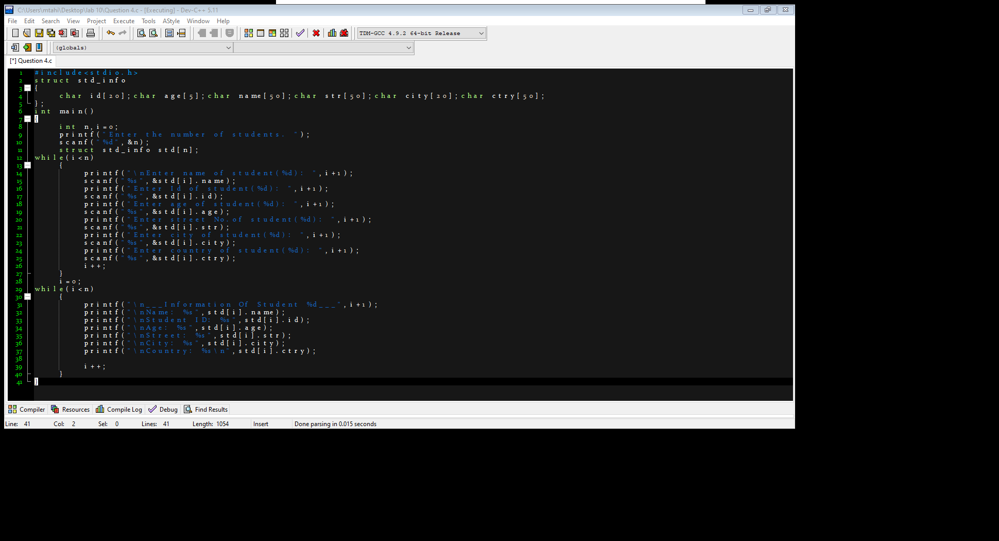 C:\Users\mtahi\Desktop\lab 10\Question 4.c - [Executing] - Dev-C++ 5.11
File Edit Search View Project Execute Tools AStyle Window Help
TDM-GCC 4.9.2 64-bit Release
(globals)
[*] Question 4.c
1 #include<stdio.h>
2 struct std_info
3 {
4 char id[20];char age[5];char name[50];char str[50];char city[20];char ctry[50];
5 };
6 int main()
7 {
8 int n,i=0;
9 printf("Enter the number of students. ");
10 scanf("%d",&n);
11 struct std_info std[n];
12 while(i<n)
13 {
14 printf("\nEnter name of student(%d): ",i+1);
15 scanf("%s",&std[i].name);
16 printf("Enter Id of student(%d): ",i+1);
17 scanf("%s",&std[i].id);
18 printf("Enter age of student(%d): ",i+1);
19 scanf("%s",&std[i].age);
20 printf("Enter street No.of student(%d): ",i+1);
21 scanf("%s",&std[i].str);
22 printf("Enter city of student(%d): ",i+1);
23 scanf("%s",&std[i].city);
24 printf("Enter country of student(%d): ",i+1);
25 scanf("%s",&std[i].ctry);
26 i++;
27 }
28 i=0;
29 while(i<n)
30 {
31 printf("\n___Information Of Student %d___",i+1);
32 printf("\nName: %s",std[i].name);
33 printf("\nStudent ID: %s",std[i].id);
34 printf("\nAge: %s",std[i].age);
35 printf("\nStreet: %s",std[i].str);
36 printf("\nCity: %s",std[i].city);
37 printf("\nCountry: %s\n",std[i].ctry);
38
39 i++;
40 }
41 }
Compiler Resources Compile Log Debug Find Results
Line: 41 Col: 2 Sel: 0 Lines: 41 Length: 1054 Insert Done parsing in 0.015 seconds